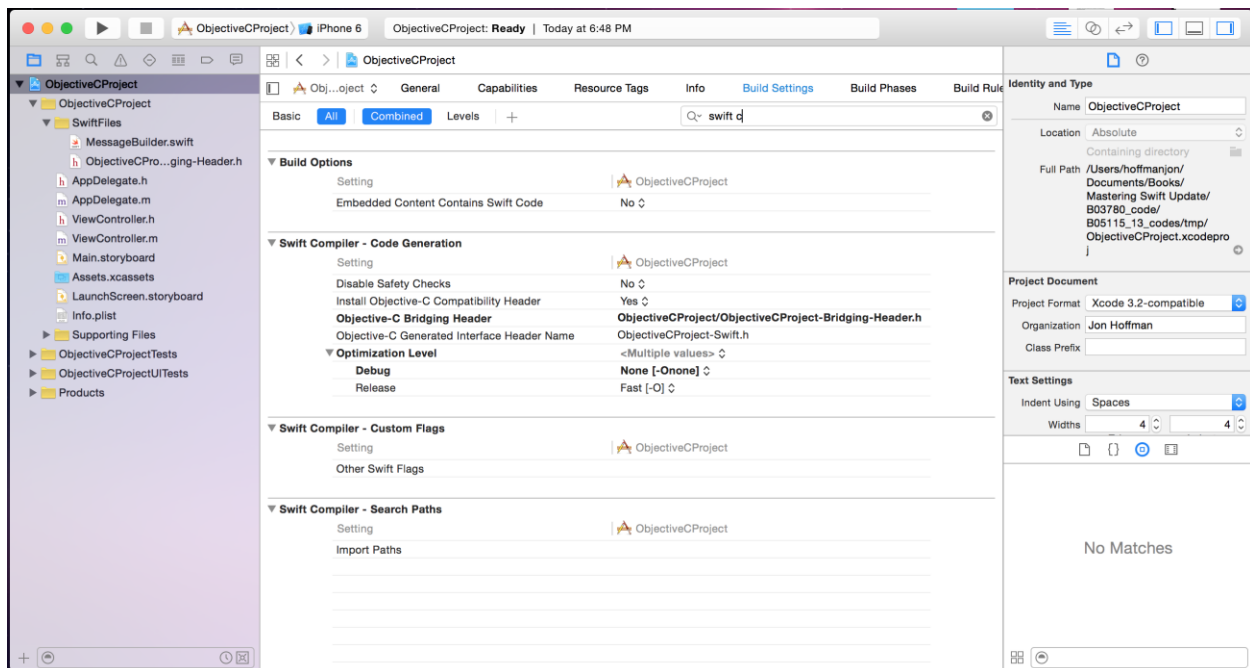 ObjectiveCProject iPhone 6
ObjectiveCProject: Ready | Today at 6:48 PM
ObjectiveCProject
ObjectiveCProject
SwiftFiles
MessageBuilder.swift
ObjectiveCPro...ging-Header.h
AppDelegate.h
AppDelegate.m
ViewController.h
ViewController.m
Main.storyboard
Assets.xcassets
LaunchScreen.storyboard
Info.plist
Supporting Files
ObjectiveCProjectTests
ObjectiveCProjectUITests
Products
ObjectiveCProject
Obj...oject General Capabilities Resource Tags Info Build Settings Build Phases Build Rule
Basic All Combined Levels + swift c
Build Options
Setting ObjectiveCProject
Embedded Content Contains Swift Code No
Swift Compiler - Code Generation
Setting ObjectiveCProject
Disable Safety Checks No
Install Objective-C Compatibility Header Yes
Objective-C Bridging Header ObjectiveCProject/ObjectiveCProject-Bridging-Header.h
Objective-C Generated Interface Header Name ObjectiveCProject-Swift.h
Optimization Level <Multiple values>
Debug None [-Onone]
Release Fast [-O]
Swift Compiler - Custom Flags
Setting ObjectiveCProject
Other Swift Flags
Swift Compiler - Search Paths
Setting ObjectiveCProject
Import Paths
Identity and Type
Name ObjectiveCProject
Location Absolute
Containing directory
Full Path /Users/hoffmanjon/
Documents/Books/
Mastering Swift Update/
B03780_code/
B05115_13_codes/tmp/
ObjectiveCProject.xcodepro
j
Project Document
Project Format Xcode 3.2-compatible
Organization Jon Hoffman
Class Prefix
Text Settings
Indent Using Spaces
Widths 4 4
No Matches